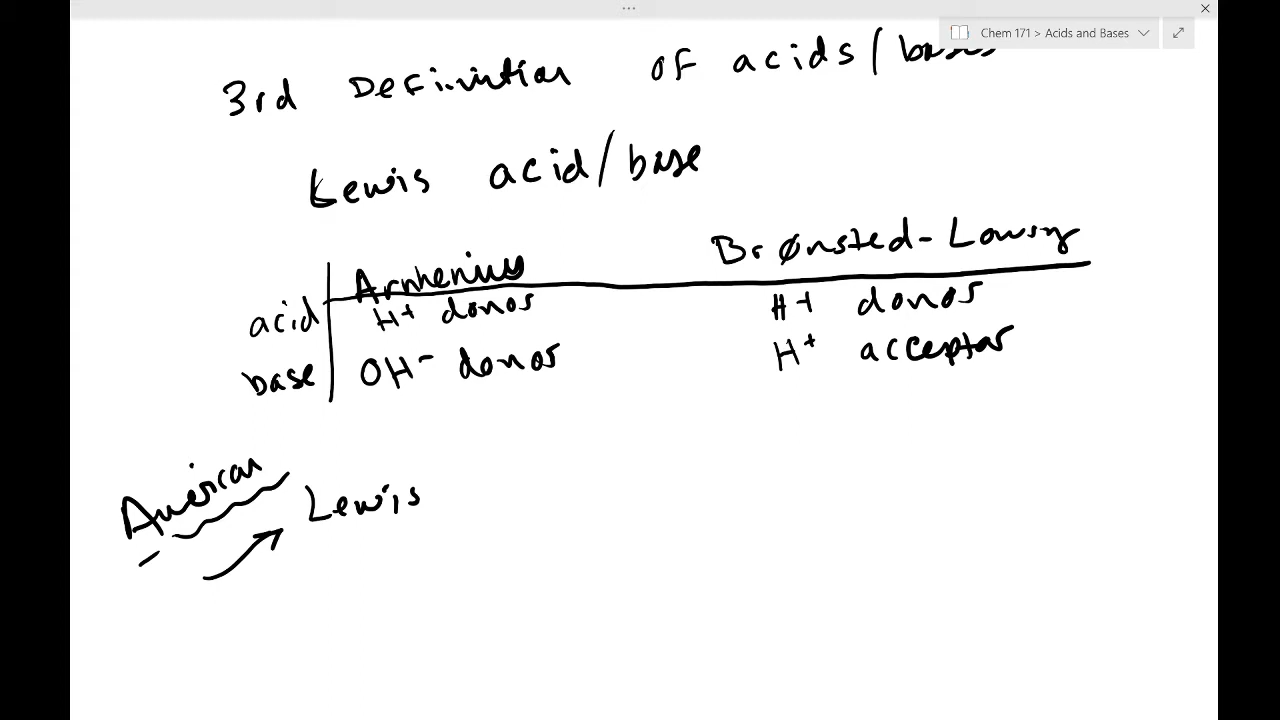 Chem 171 > Acids and Bases
3rd Definition of acids/bases
Lewis acid/base
Arrhenius Brønsted-Lowry
acid H+ donor H+ donor
base OH- donor H+ acceptor
American
Lewis